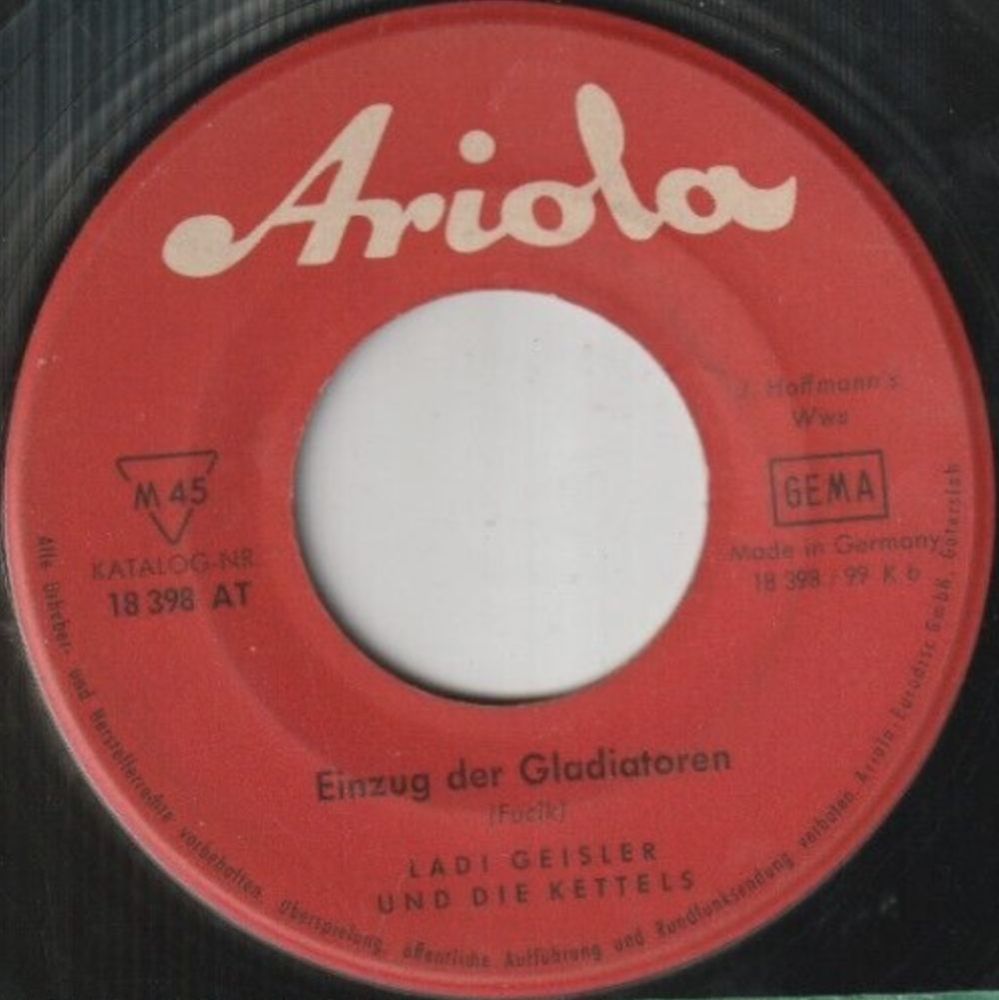 Ariola
J. Hoffmann's
Wwe
M 45
GEMA
KATALOG-NR.
18 398 AT
Made in Germany
18 398 / 99 K b
Einzug der Gladiatoren
(Fucik)
LADI GEISLER
UND DIE KETTELS
Alle Urheber- und Herstellerrechte vorbehalten. Überspielung, öffentliche Aufführung und Rundfunksendung verboten. Ariola-Eurodisc GmbH, Gütersloh